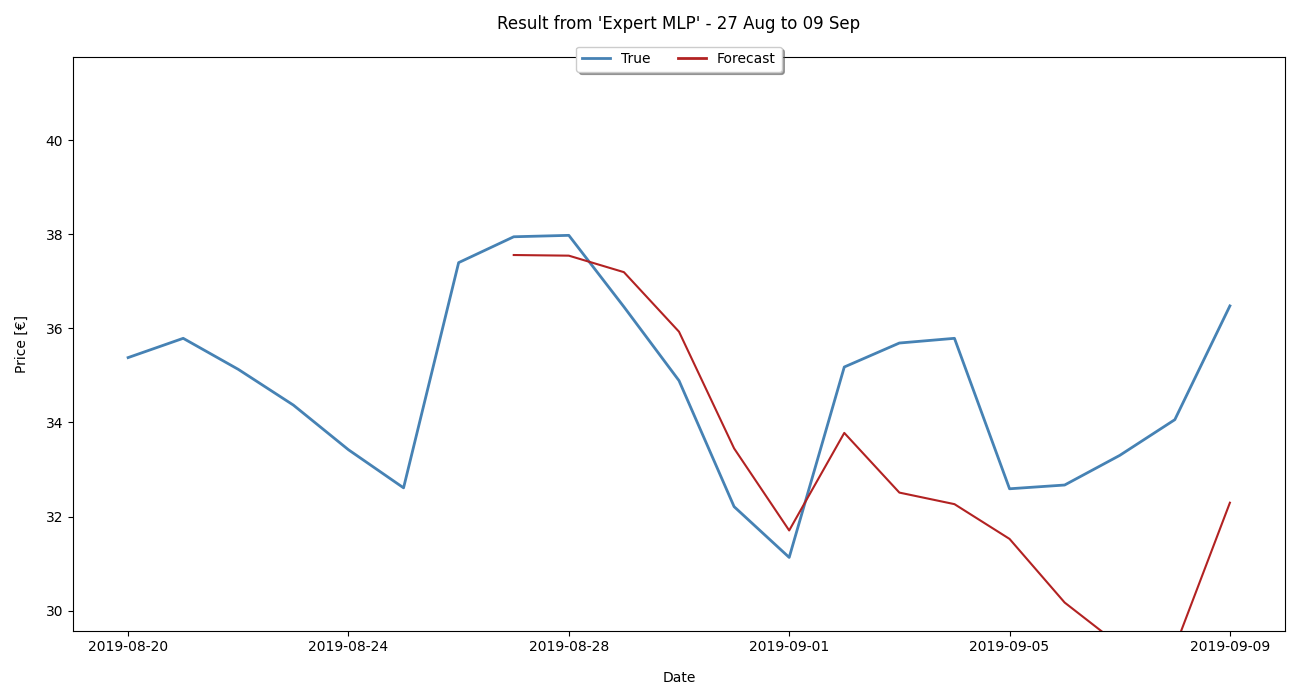 Result from 'Expert MLP' - 27 Aug to 09 Sep
True Forecast
Price [€]
40
38
36
34
32
30
2019-08-20 2019-08-24 2019-08-28 2019-09-01 2019-09-05 2019-09-09
Date